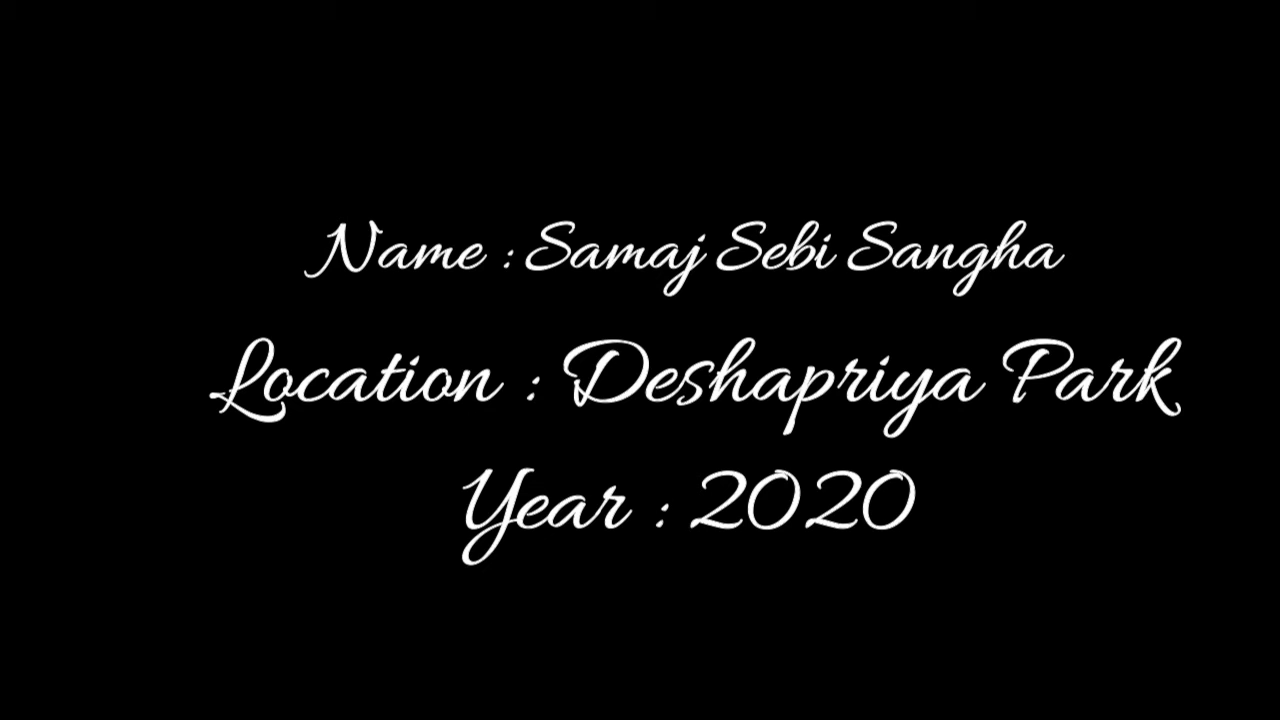 Name : Samaj Sebi Sangha
Location : Deshapriya Park
Year : 2020